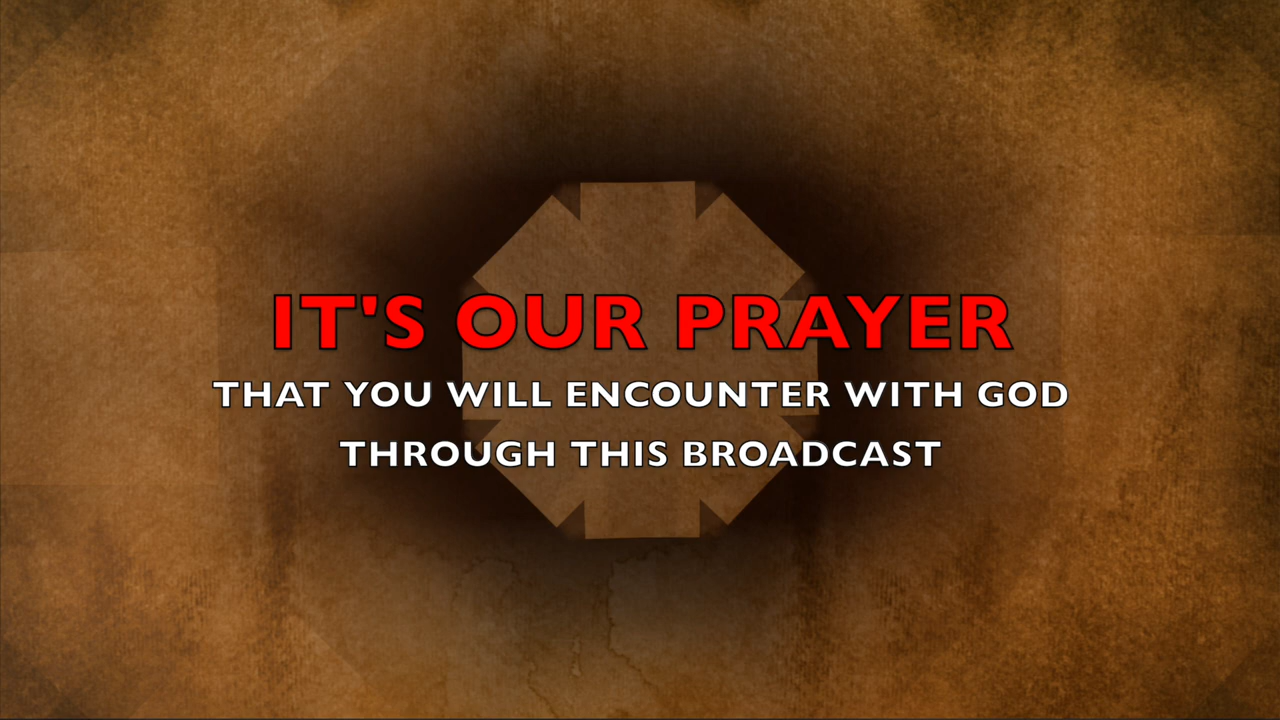 IT'S OUR PRAYER
THAT YOU WILL ENCOUNTER WITH GOD
THROUGH THIS BROADCAST